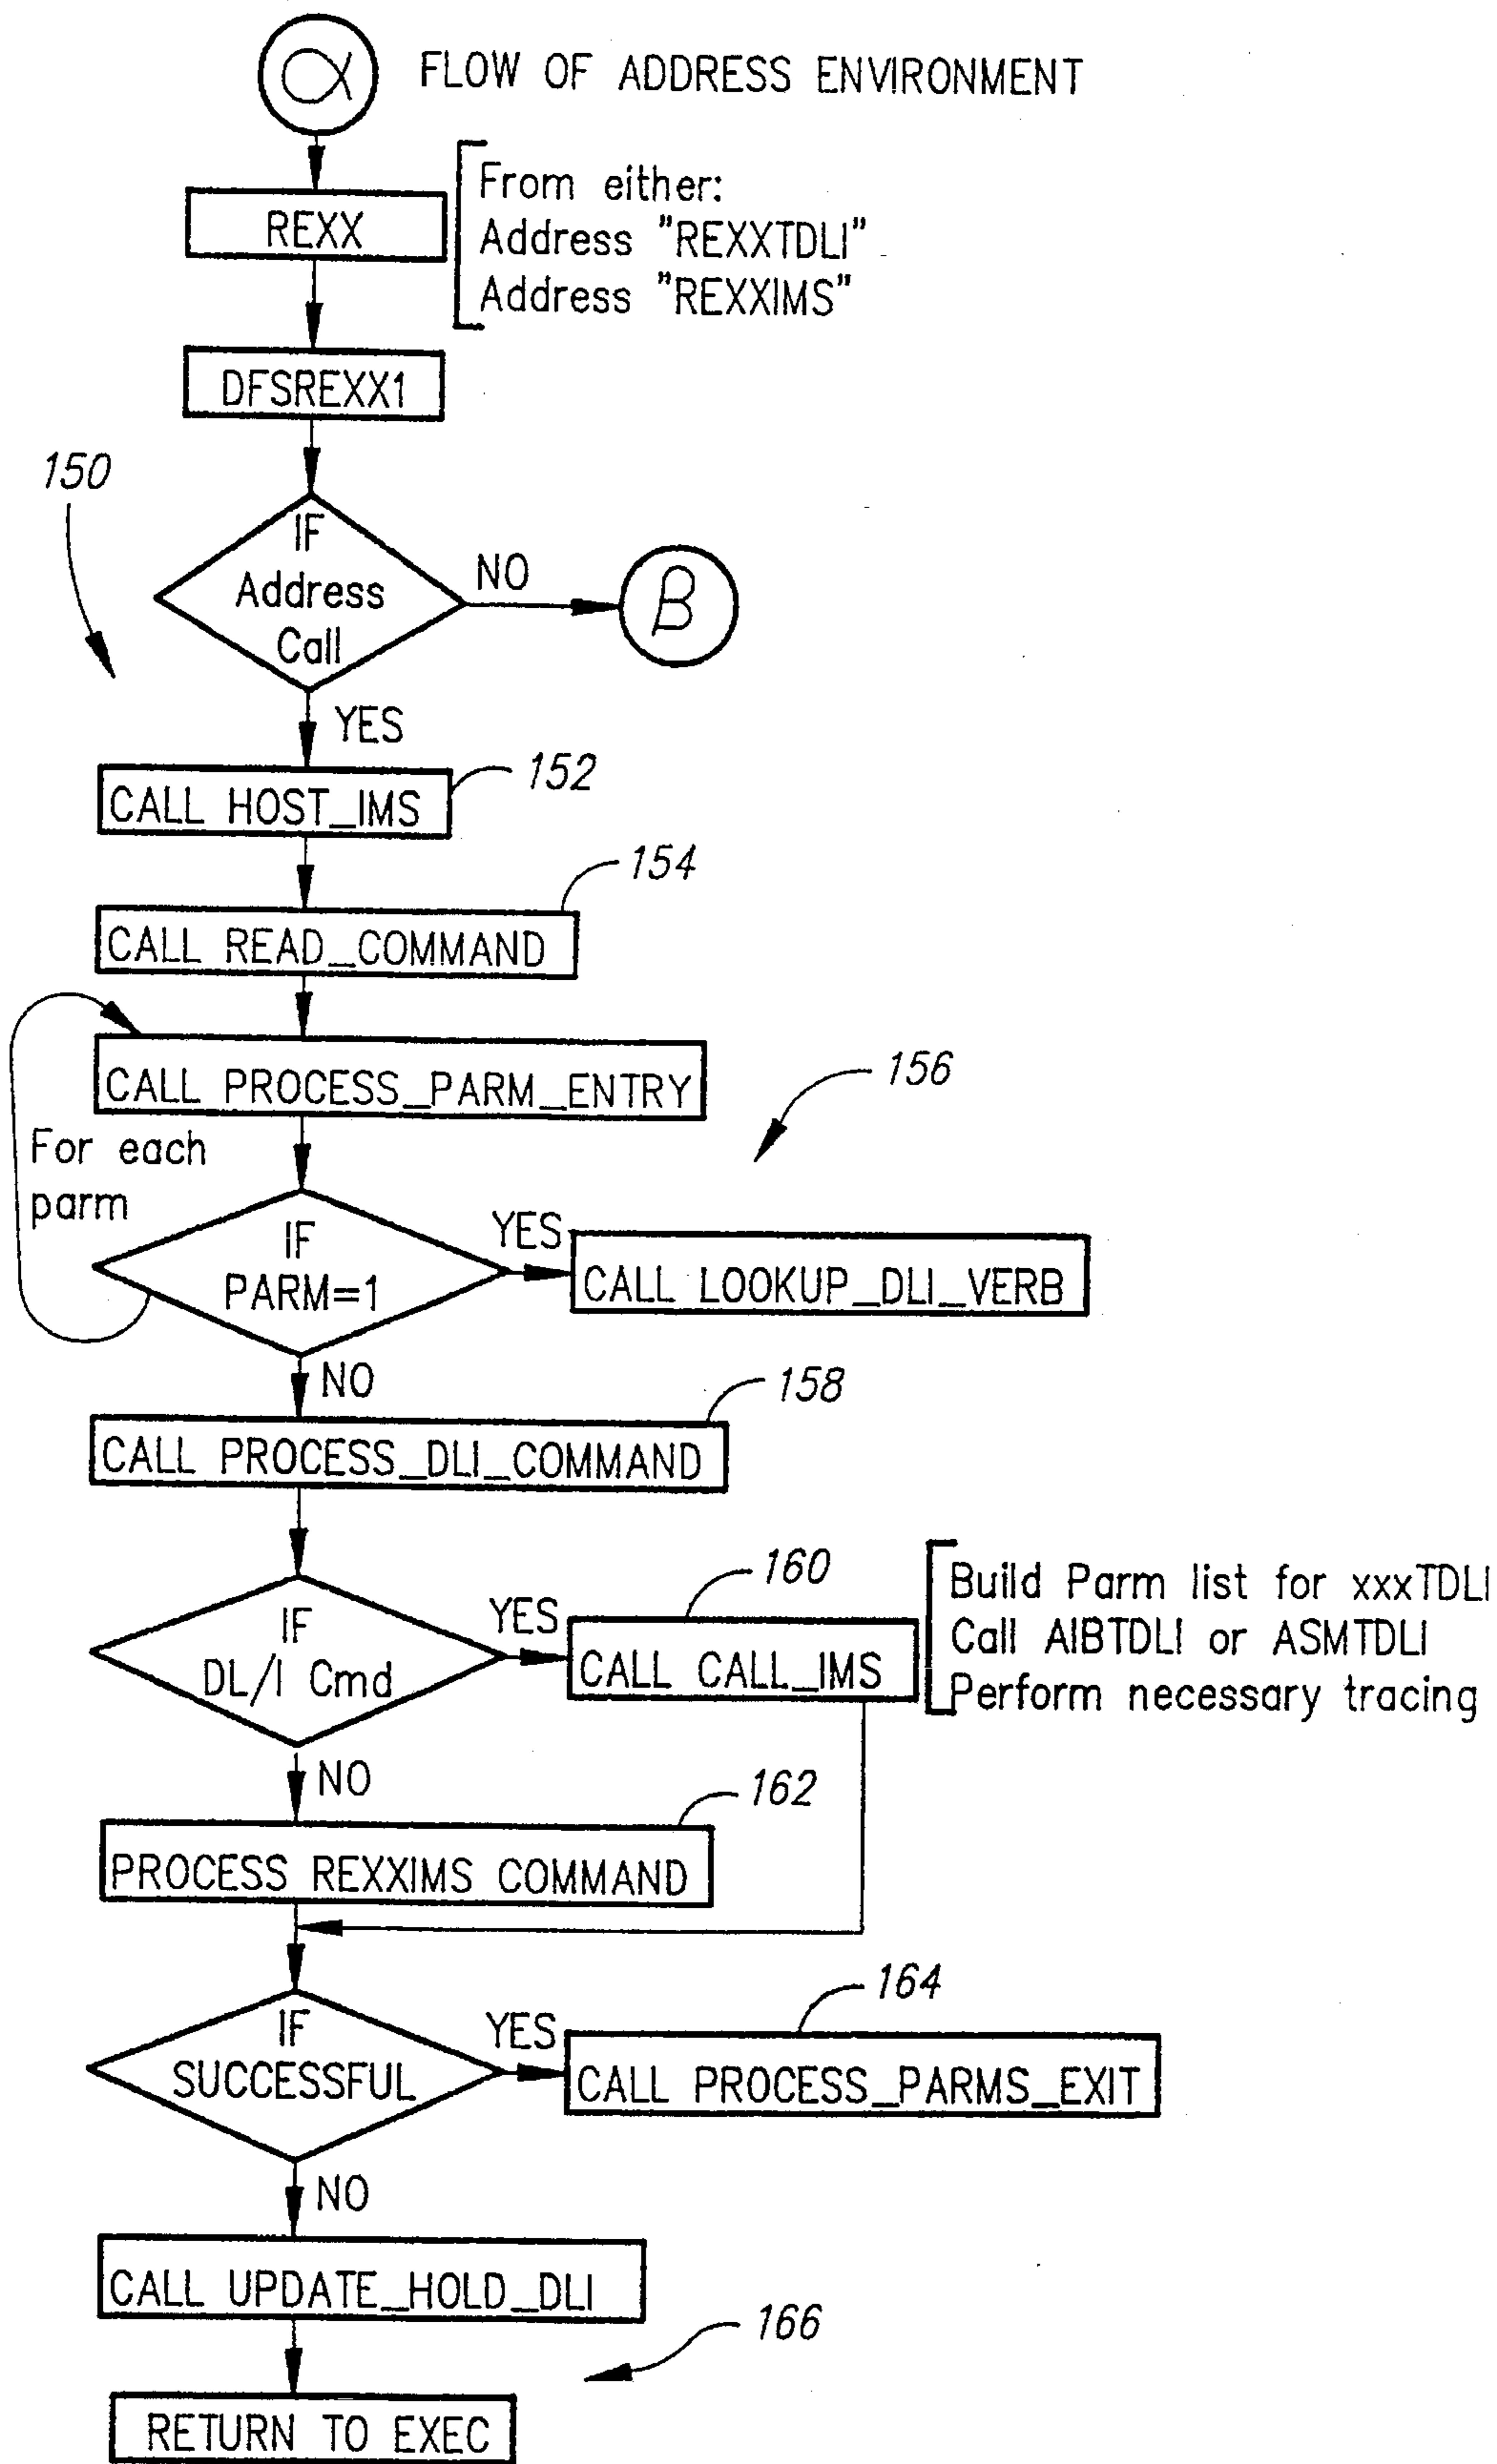 α
FLOW OF ADDRESS ENVIRONMENT
REXX
From either:
Address "REXXTDLI"
Address "REXXIMS"
DFSREXX1
150
IF
Address
Call
NO
β
YES
CALL HOST_IMS
152
CALL READ_COMMAND
154
CALL PROCESS_PARM_ENTRY
156
For each
parm
IF
PARM=1
YES
CALL LOOKUP_DLI_VERB
NO
158
CALL PROCESS_DLI_COMMAND
IF
DL/I Cmd
YES
160
CALL CALL_IMS
Build Parm list for xxxTDLI
Call AIBTDLI or ASMTDLI
Perform necessary tracing
NO
162
PROCESS REXXIMS COMMAND
IF
SUCCESSFUL
YES
164
CALL PROCESS_PARMS_EXIT
NO
CALL UPDATE_HOLD_DLI
166
RETURN TO EXEC